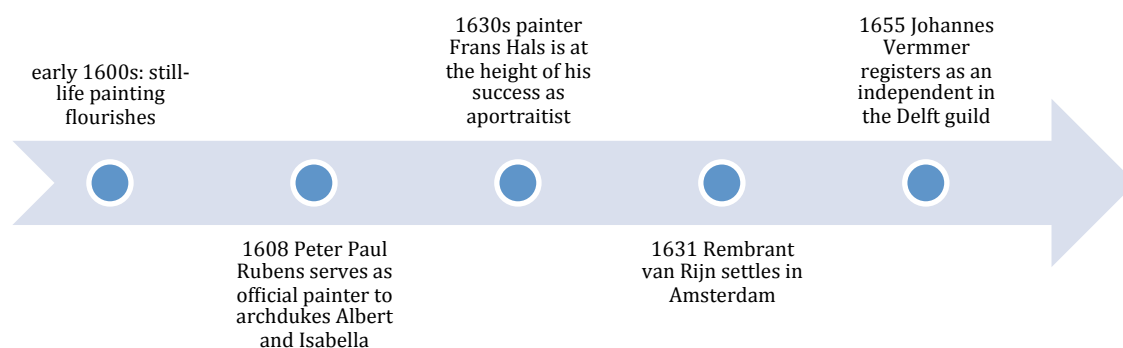 early 1600s: still-
life painting
flourishes
1608 Peter Paul
Rubens serves as
official painter to
archdukes Albert
and Isabella
1630s painter
Frans Hals is at
the height of his
success as
aportraitist
1631 Rembrant
van Rijn settles in
Amsterdam
1655 Johannes
Vermmer
registers as an
independent in
the Delft guild